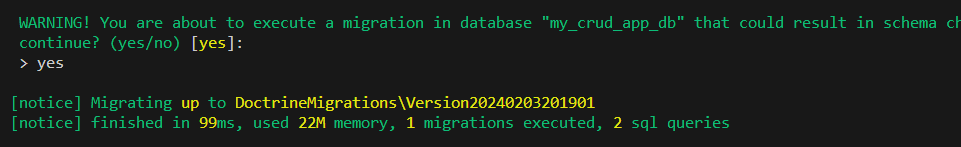 WARNING! You are about to execute a migration in database "my_crud_app_db" that could result in schema
continue? (yes/no) [yes]:
> yes
[notice] Migrating up to DoctrineMigrations\Version20240203201901
[notice] finished in 99ms, used 22M memory, 1 migrations executed, 2 sql queries